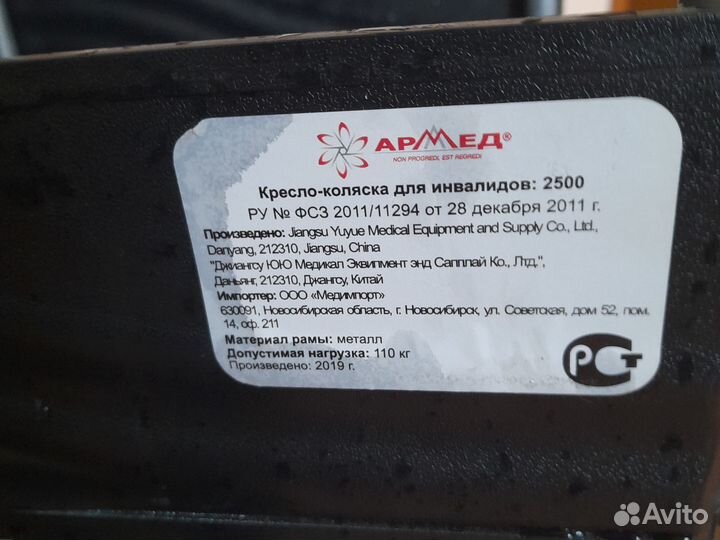 АРМЕД®
NON PROGREDI, EST REGREDI
Кресло-коляска для инвалидов: 2500
РУ № ФСЗ 2011/11294 от 28 декабря 2011 г.
Произведено: Jiangsu Yuyue Medical Equipment and Supply Co., Ltd.,
Danyang, 212310, Jiangsu, China
"Джиангсу ЮЮ Медикал Эквипмент энд Сапплай Ко., Лтд.",
Даньянг, 212310, Джангсу, Китай
Импортер: ООО «Медимпорт»
630091, Новосибирская область, г. Новосибирск, ул. Советская, дом 52, пом.
14, оф. 211
Материал рамы: металл
Допустимая нагрузка: 110 кг
Произведено: 2019 г.
РСТ
Avito